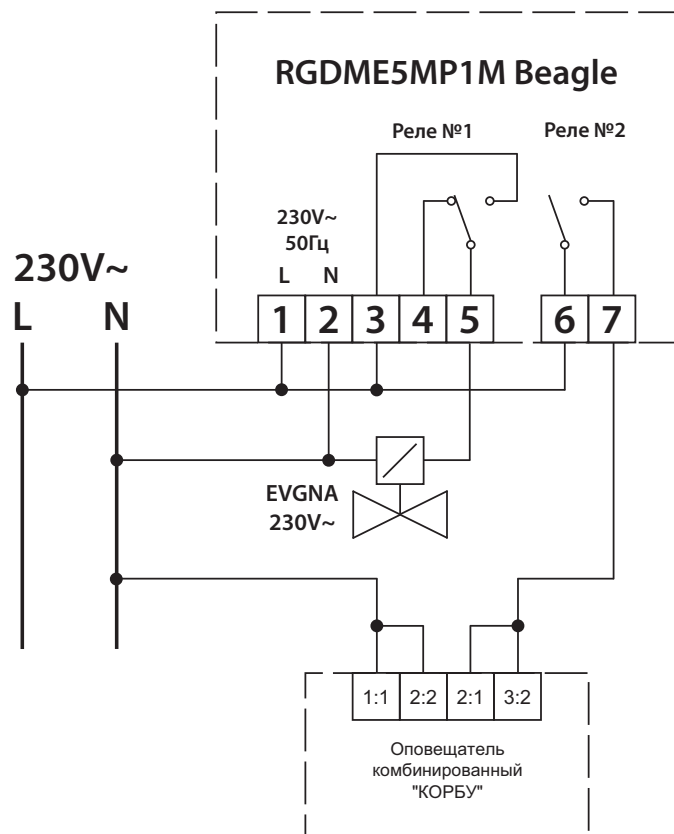 RGDME5MP1M Beagle
Реле №1 Реле №2
230V~
50Гц
L N
230V~
L N
1 2 3 4 5 6 7
EVGNA
230V~
1:1 2:2 2:1 3:2
Оповещатель
комбинированный
"КОРБУ"